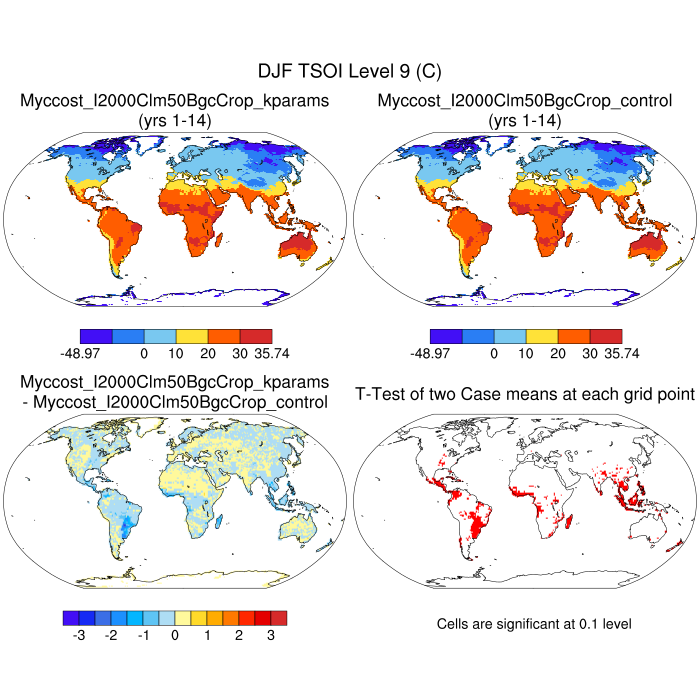 DJF TSOI Level 9 (C)
Myccost_I2000Clm50BgcCrop_kparams
(yrs 1-14)
Myccost_I2000Clm50BgcCrop_control
(yrs 1-14)
-48.97 0 10 20 30 35.74
-48.97 0 10 20 30 35.74
Myccost_I2000Clm50BgcCrop_kparams
- Myccost_I2000Clm50BgcCrop_control
T-Test of two Case means at each grid point
-3 -2 -1 0 1 2 3
Cells are significant at 0.1 level